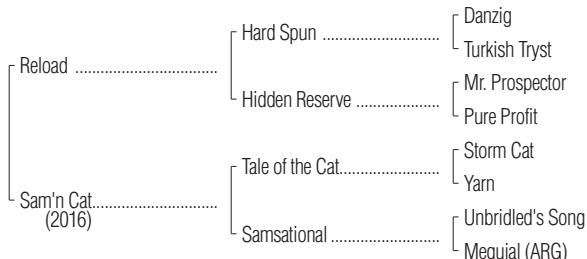 Danzig
Hard Spun ..............................
Turkish Tryst
Reload ....................................
Mr. Prospector
Hidden Reserve .....................
Pure Profit
Storm Cat
Tale of the Cat.........................
Yarn
Sam'n Cat................................
(2016)
Unbridled's Song
Samsational ...........................
Meguial (ARG)